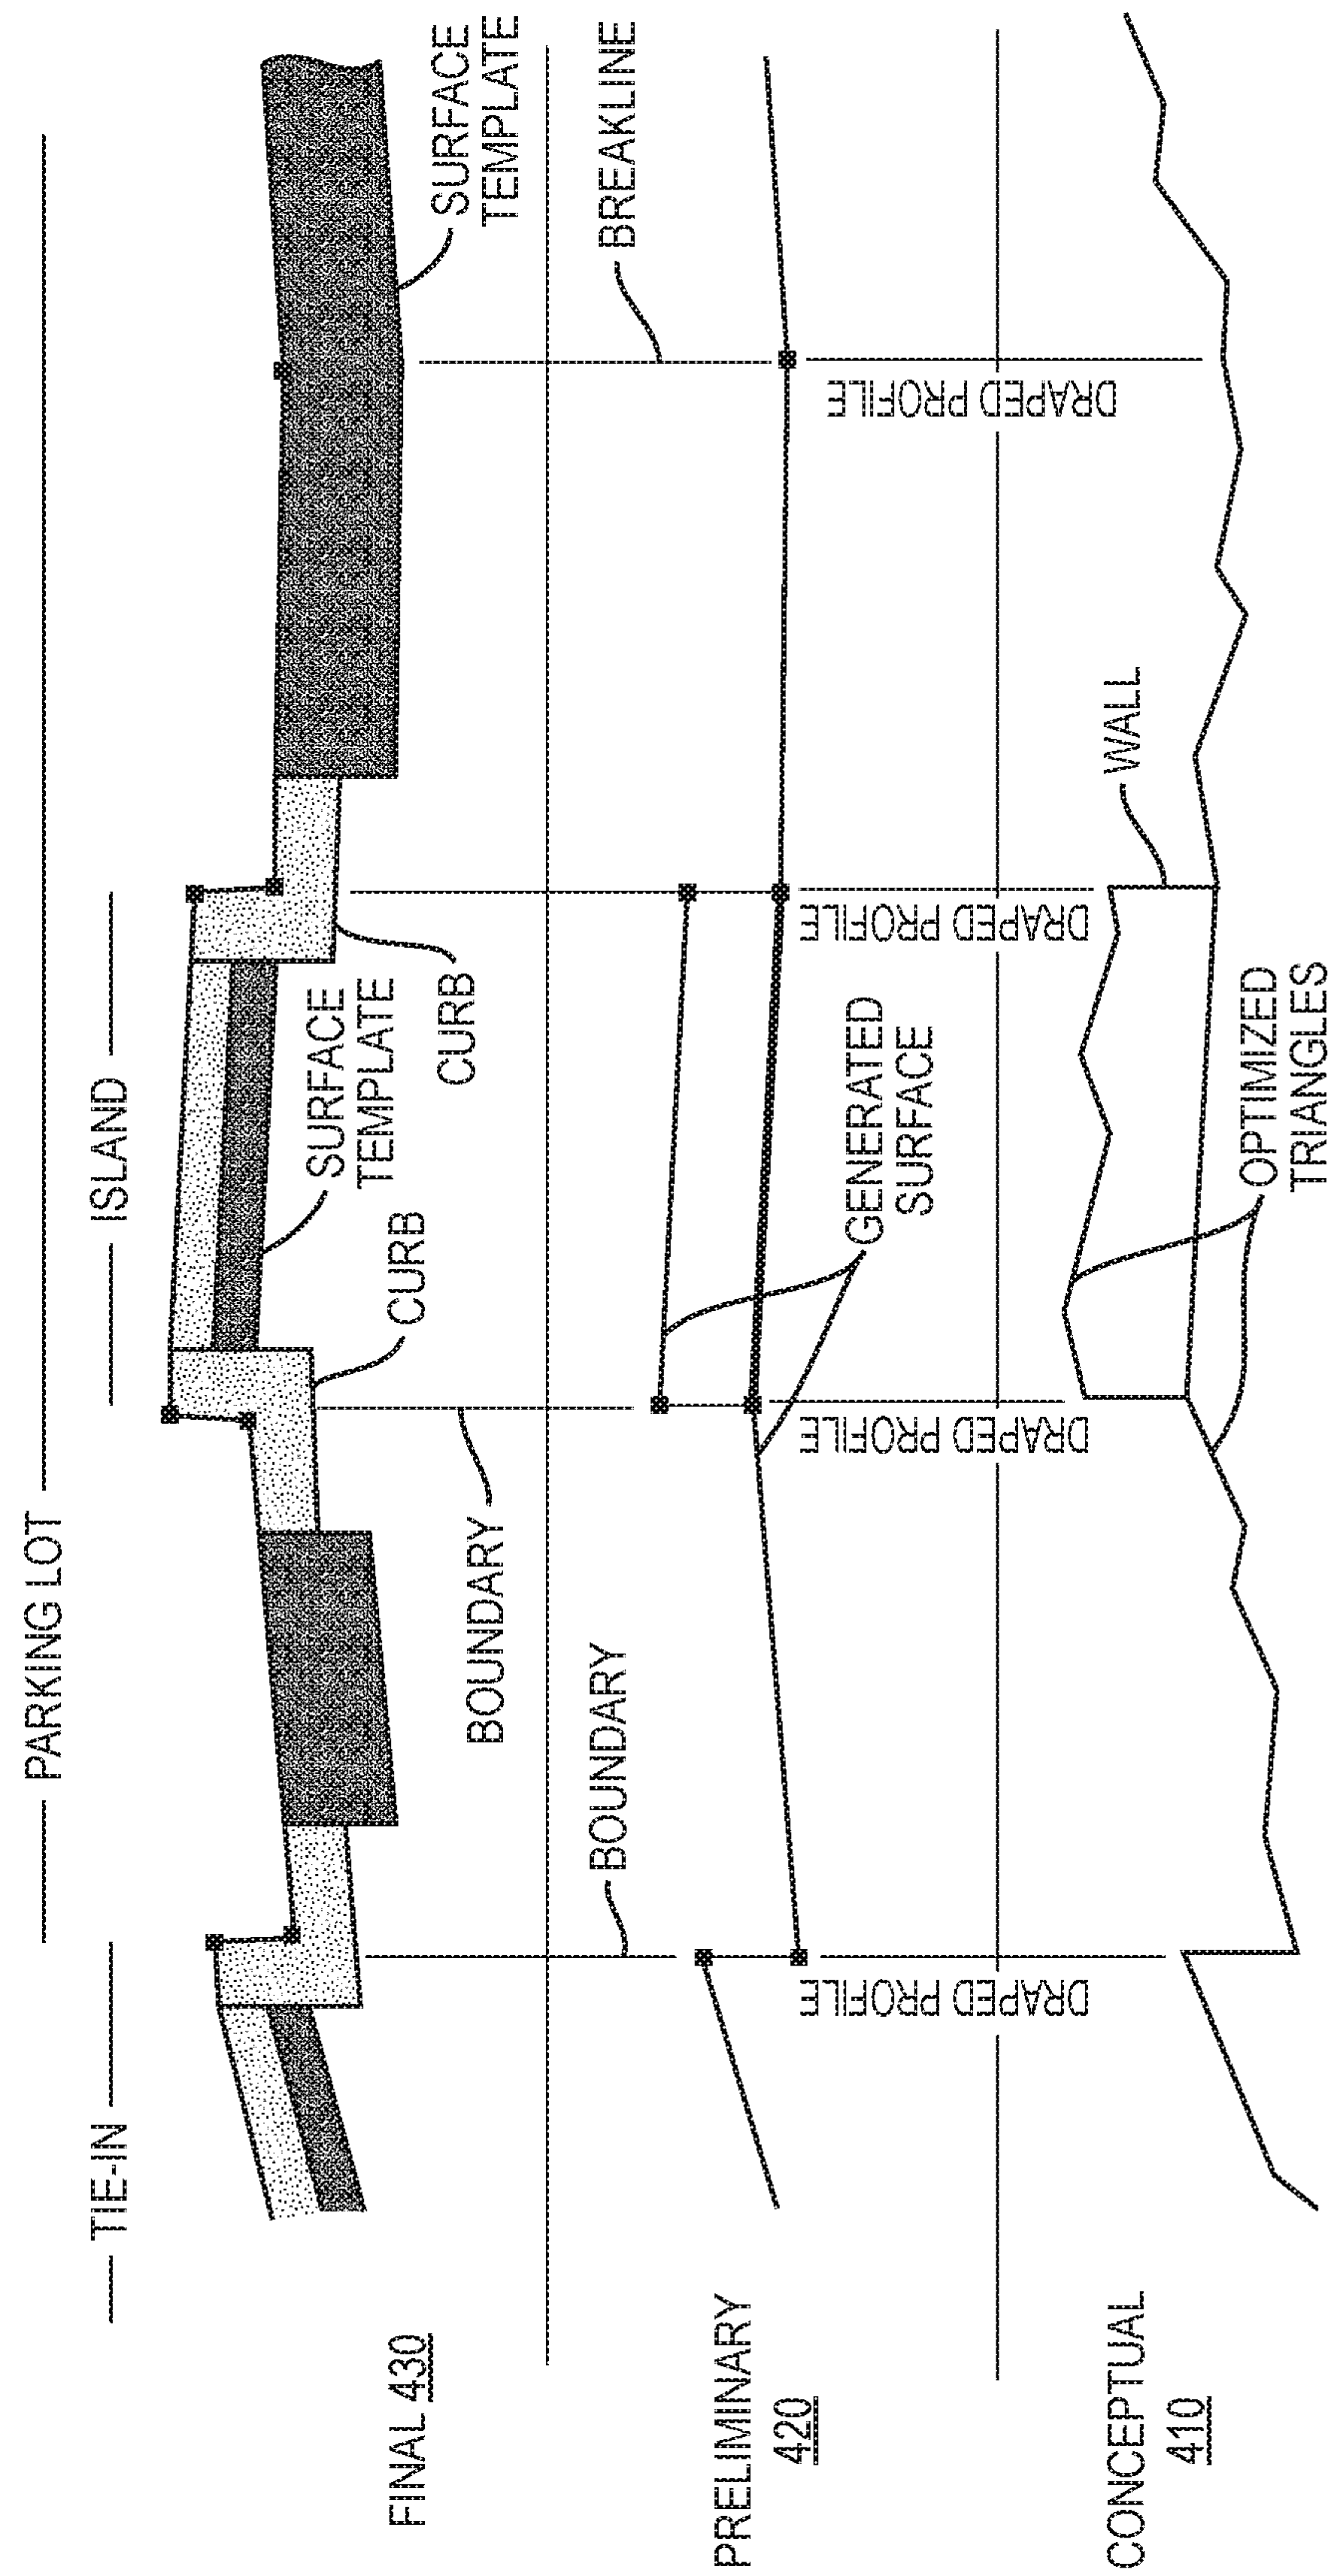 PARKING LOT
TIE-IN
ISLAND
SURFACE
TEMPLATE
CURB
CURB
SURFACE
TEMPLATE
FINAL 430
BOUNDARY
BOUNDARY
BREAKLINE
PRELIMINARY
420
GENERATED
SURFACE
DRAPED PROFILE
DRAPED PROFILE
DRAPED PROFILE
DRAPED PROFILE
CONCEPTUAL
410
WALL
OPTIMIZED
TRIANGLES